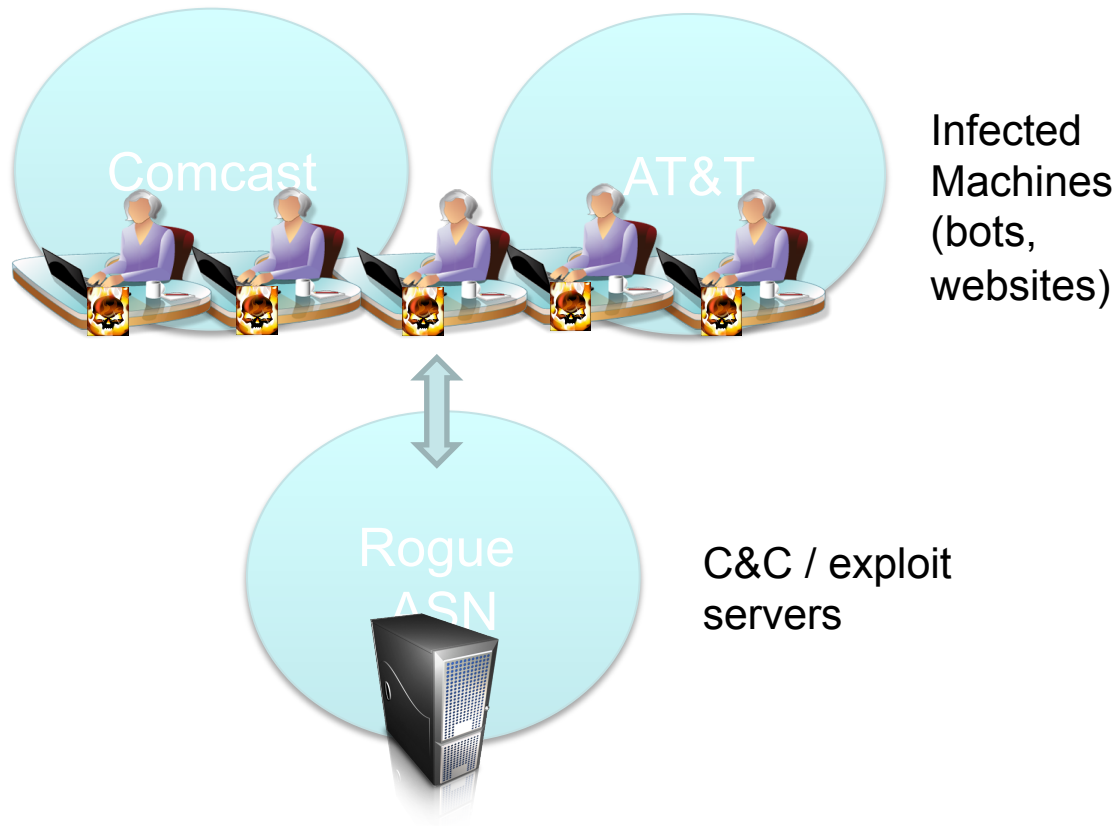 Comcast
AT&T
Infected
Machines
(bots,
websites)
Rogue
ASN
C&C / exploit
servers